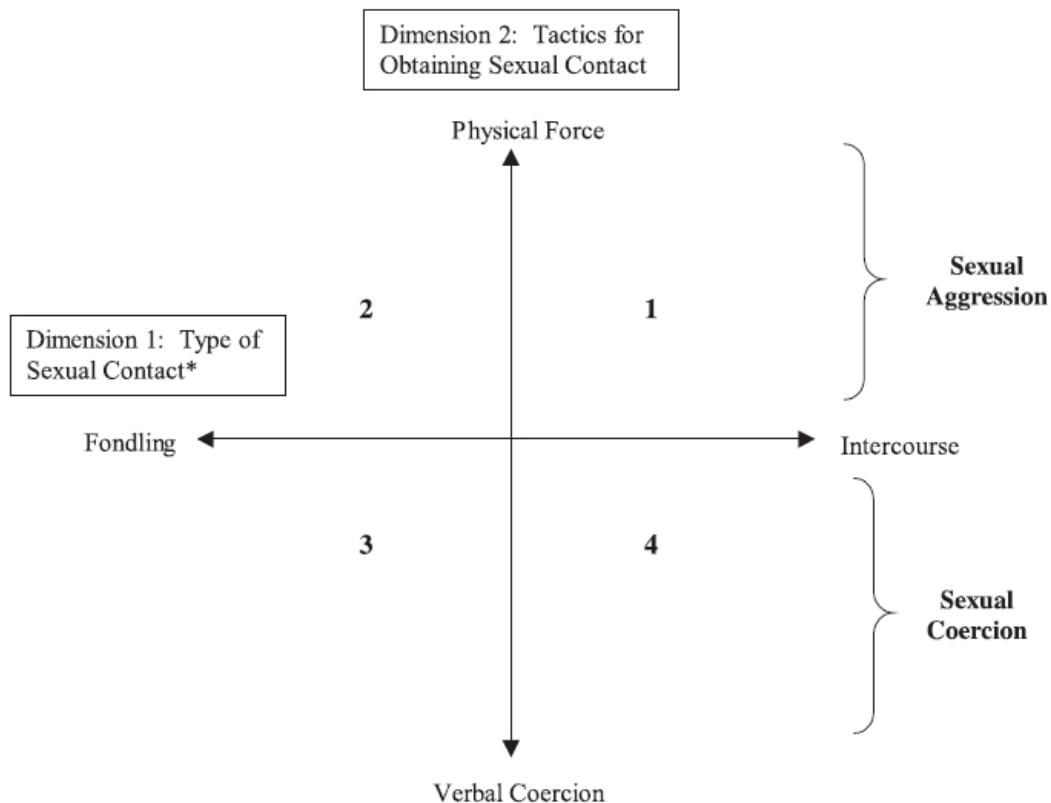 Dimension 2: Tactics for
Obtaining Sexual Contact
Physical Force
Sexual
Aggression
2
1
Dimension 1: Type of
Sexual Contact*
Fondling
Intercourse
3
4
Sexual
Coercion
Verbal Coercion